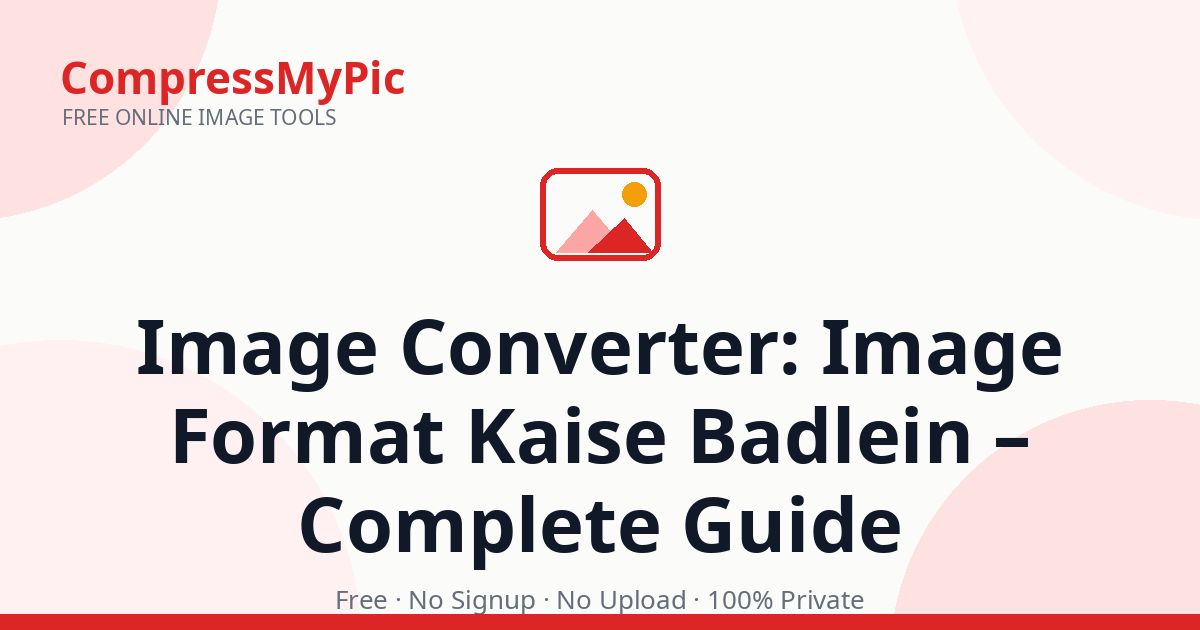 CompressMyPic
FREE ONLINE IMAGE TOOLS
Image Converter: Image
Format Kaise Badlein –
Complete Guide
Free · No Signup · No Upload · 100% Private